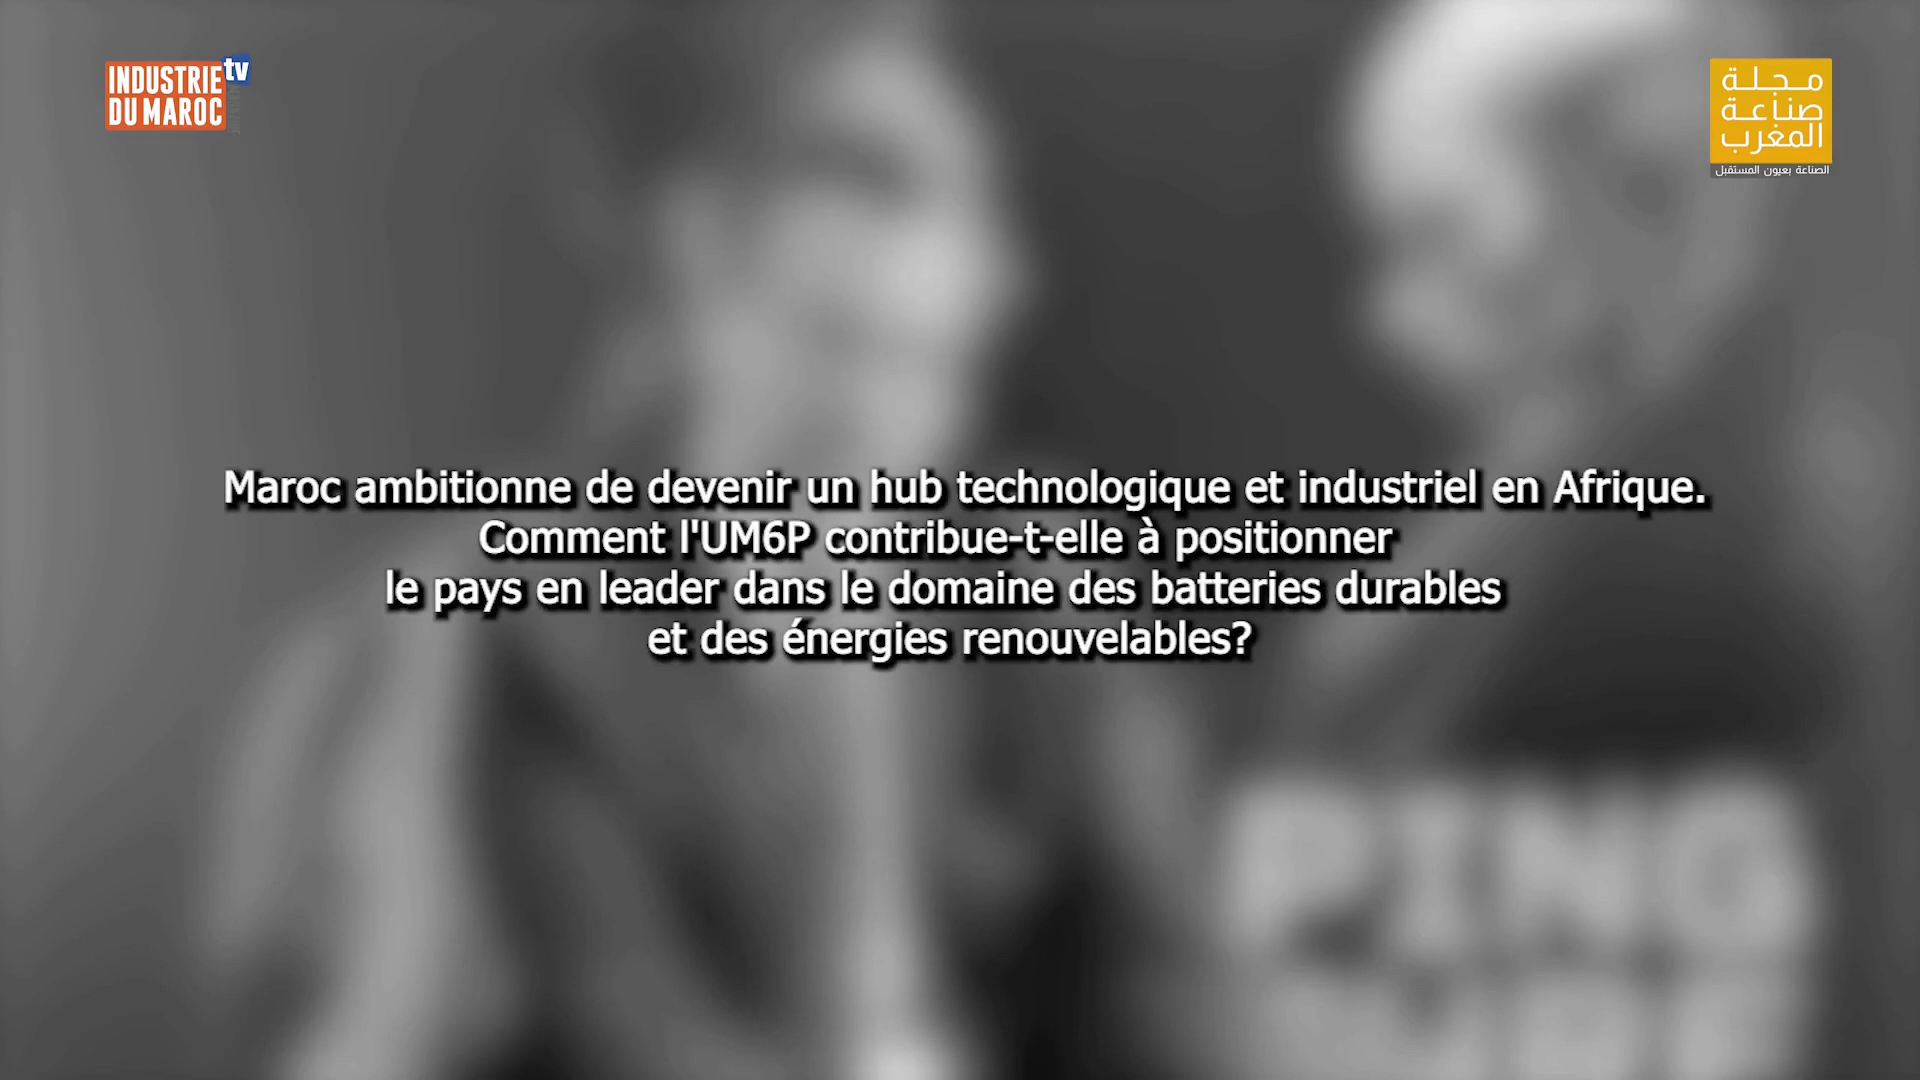 INDUSTRIE tv
DU MAROC
مجلة
صناعة
المغرب
الصناعة بعيون المستقبل
Maroc ambitionne de devenir un hub technologique et industriel en Afrique.
Comment l'UM6P contribue-t-elle à positionner
le pays en leader dans le domaine des batteries durables
et des énergies renouvelables?